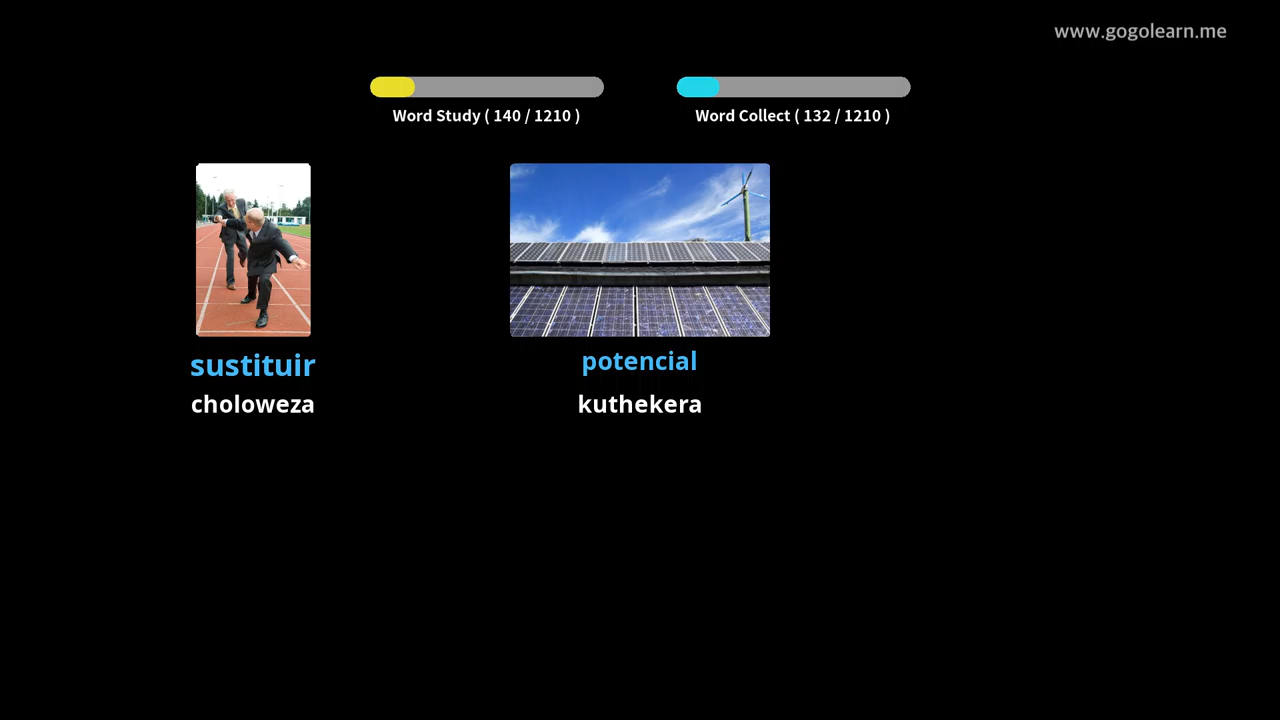 www.gogolearn.me
Word Study ( 140 / 1210 )
Word Collect ( 132 / 1210 )
sustituir
choloweza
potencial
kuthekera